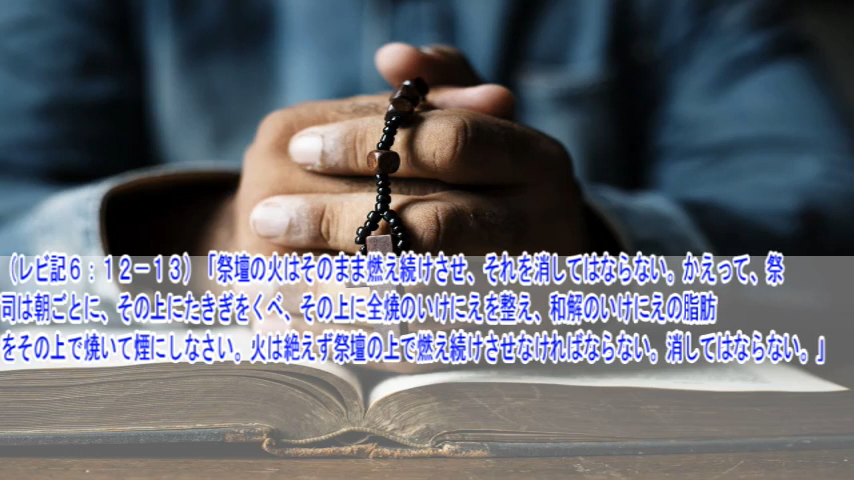 (レビ記6:12-13)「祭壇の火はそのまま燃え続けさせ、それを消してはならない。かえって、祭
司は朝ごとに、その上にたきぎをくべ、その上に全焼のいけにえを整え、和解のいけにえの脂肪
をその上で焼いて煙にしなさい。火は絶えず祭壇の上で燃え続けさせなければならない。消してはならない。」